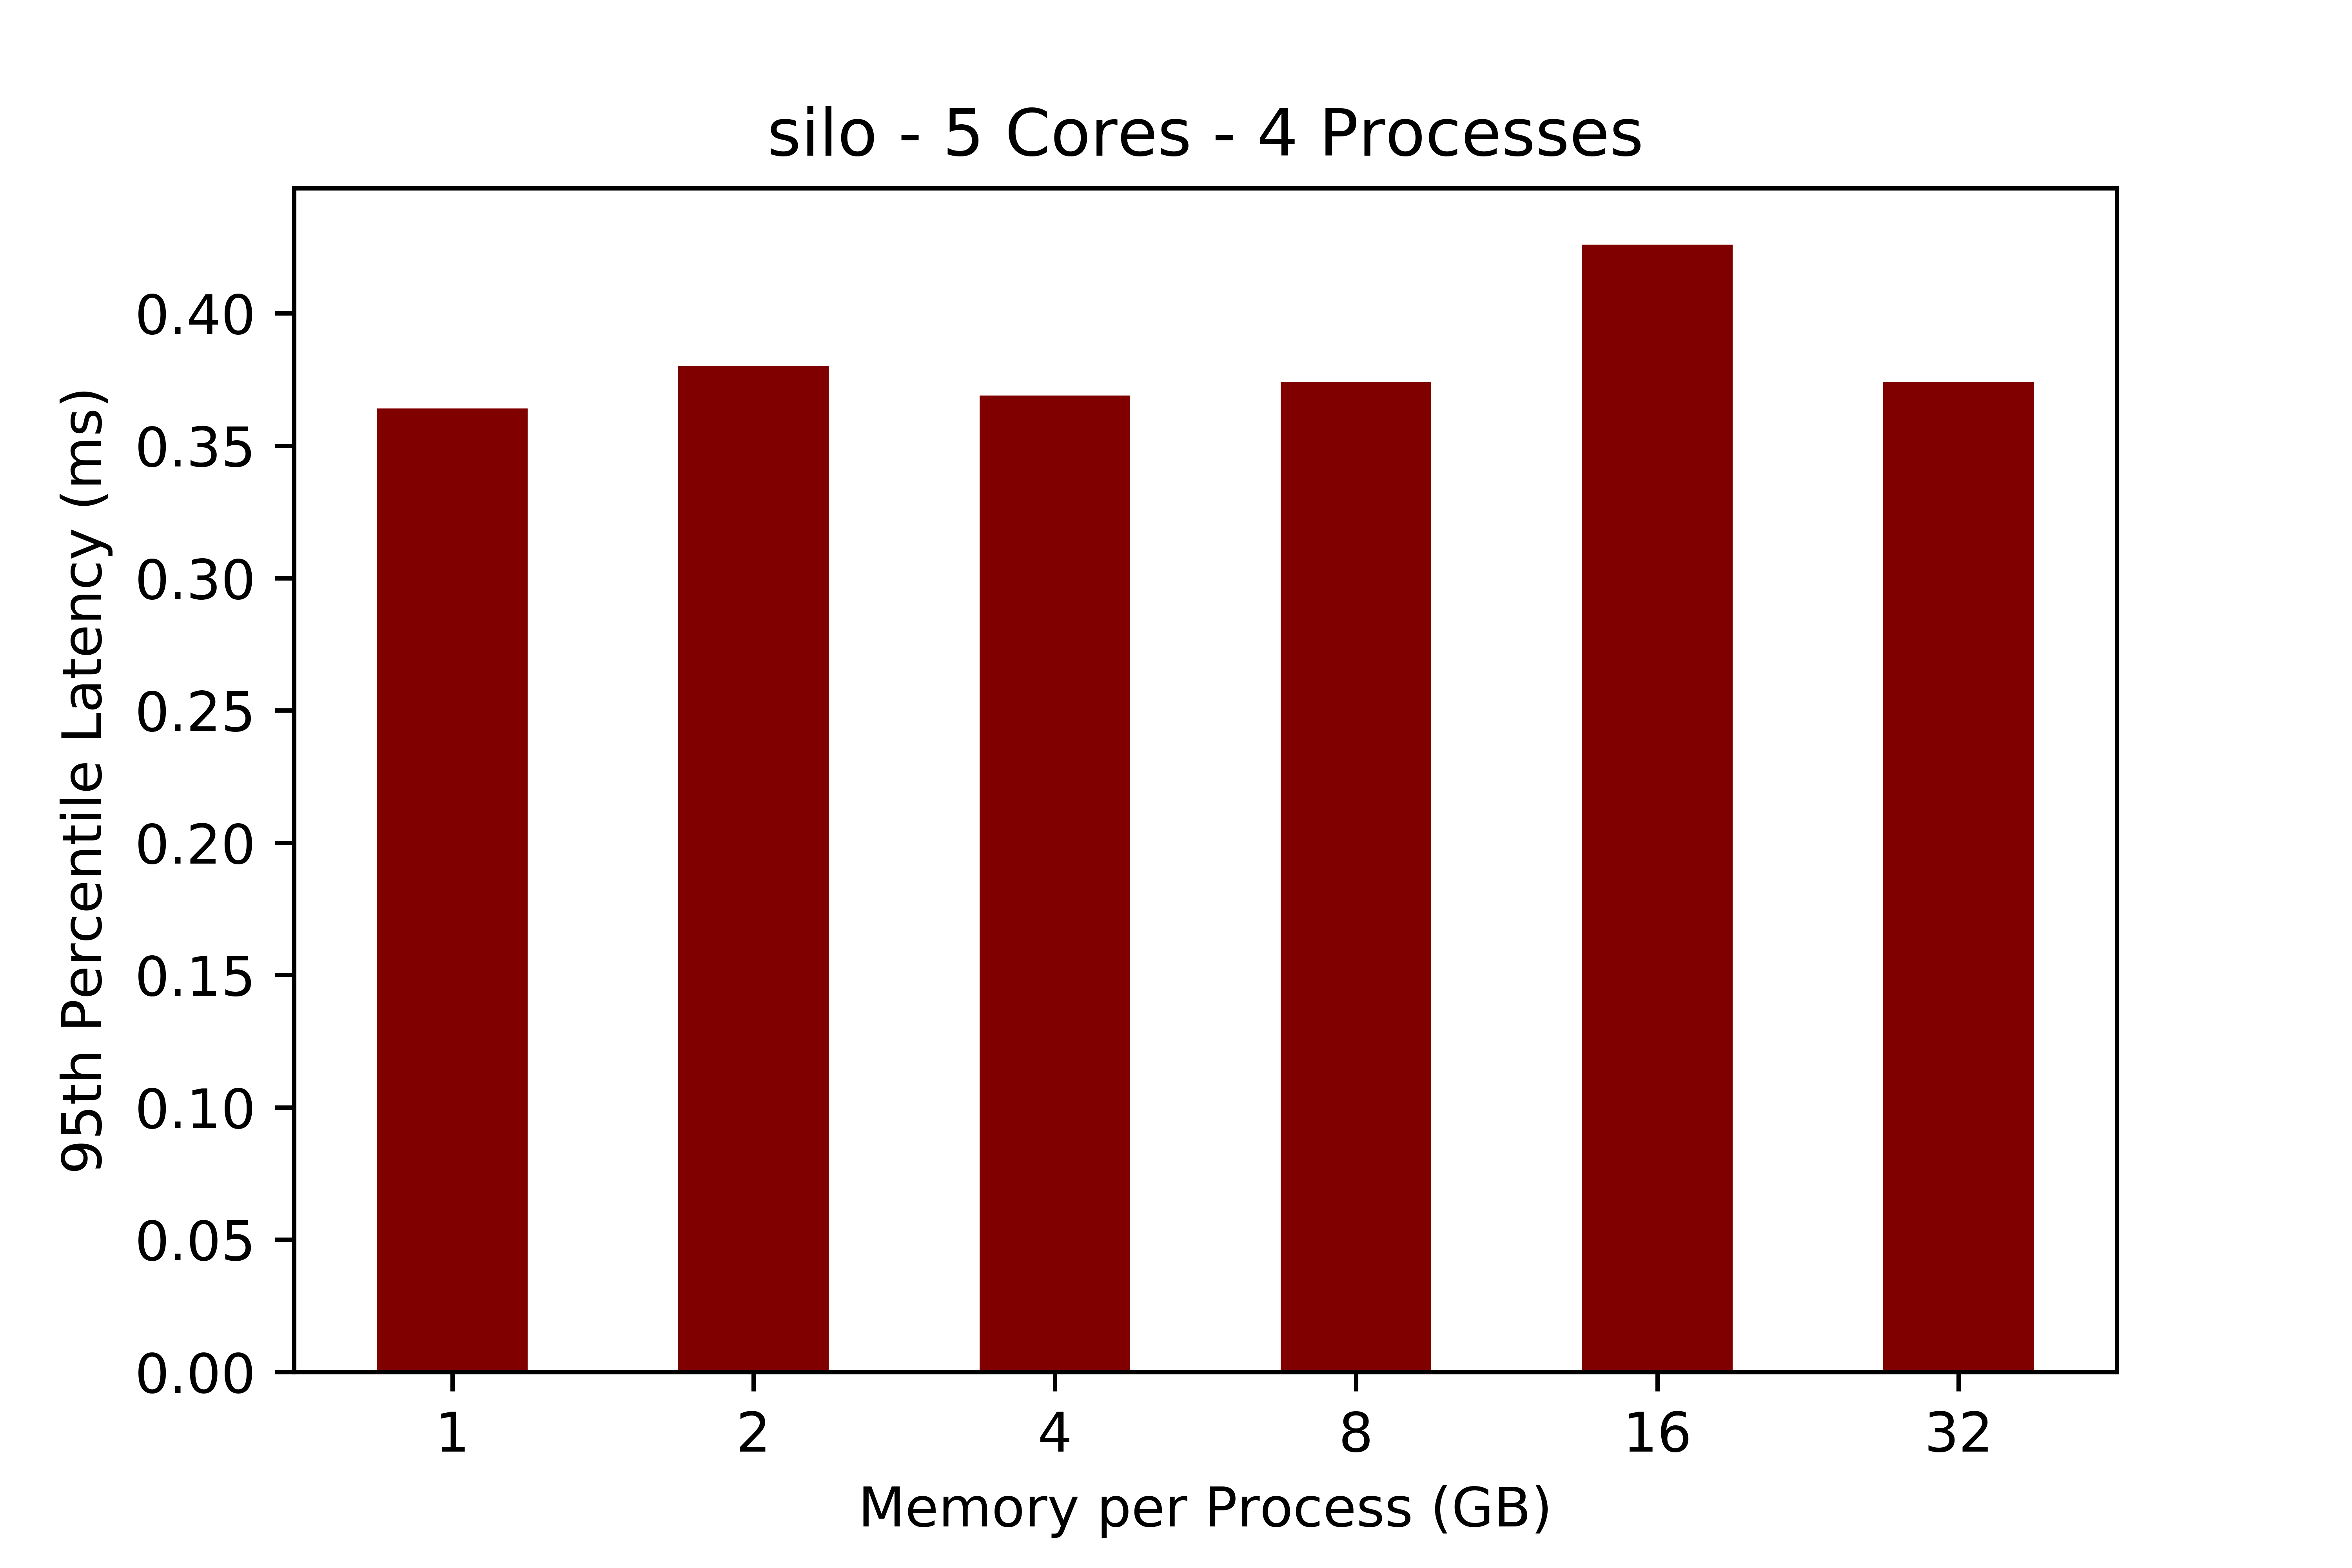 silo - 5 Cores - 4 Processes
95th Percentile Latency (ms)
0.40
0.35
0.30
0.25
0.20
0.15
0.10
0.05
0.00
1 2 4 8 16 32
Memory per Process (GB)